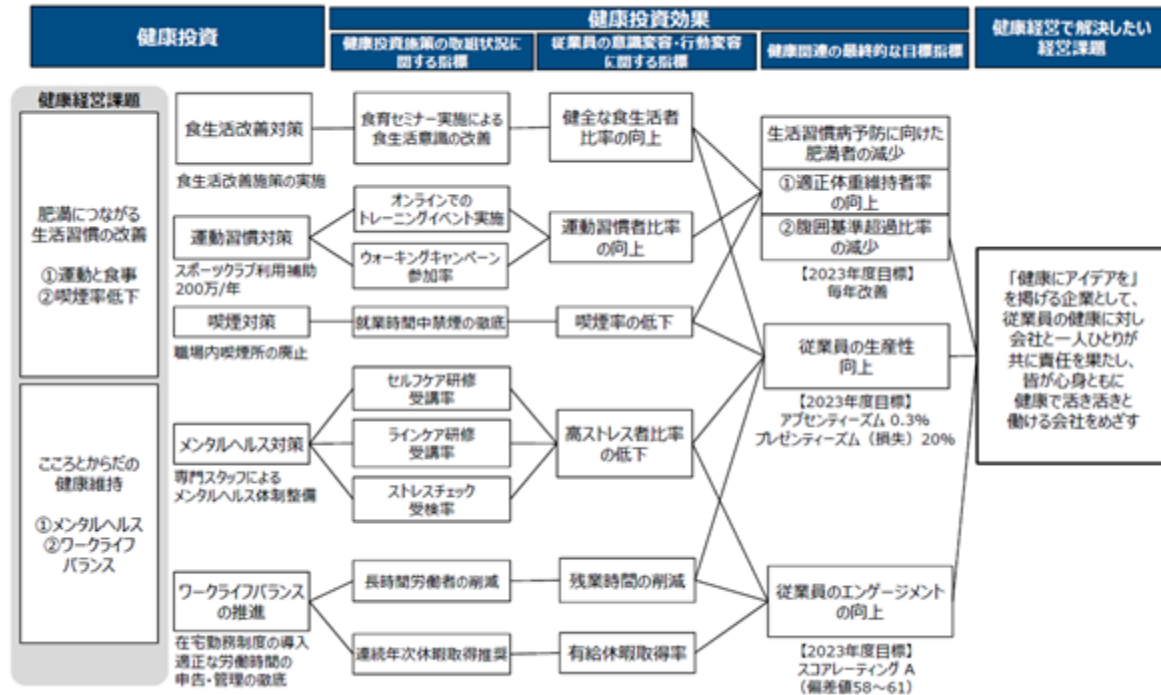 健康投資
健康投資効果
健康経営で解決したい
経営課題
健康投資施策の取組状況に
関する指標
従業員の意識変容・行動変容
に関する指標
健康関連の最終的な目標指標
健康経営課題
肥満につながる
生活習慣の改善
①運動と食事
②喫煙率低下
こころとからだの
健康維持
①メンタルヘルス
②ワークライフ
バランス
食生活改善対策
食生活改善施策の実施
運動習慣対策
スポーツクラブ利用補助
200万/年
喫煙対策
職場内喫煙所の廃止
メンタルヘルス対策
専門スタッフによる
メンタルヘルス体制整備
ワークライフバランス
の推進
在宅勤務制度の導入
適正な労働時間の
申告・管理の徹底
食育セミナー実施による
食生活意識の改善
オンラインでの
トレーニングイベント実施
ウォーキングキャンペーン
参加率
就業時間中禁煙の徹底
セルフケア研修
受講率
ラインケア研修
受講率
ストレスチェック
受検率
長時間労働者の削減
連続年次休暇取得推奨
健全な食生活者
比率の向上
運動習慣者比率
の向上
喫煙率の低下
高ストレス者比率
の低下
残業時間の削減
有給休暇取得率
生活習慣病予防に向けた
肥満者の減少
①適正体重維持者率
の向上
②腹囲基準超過比率
の減少
【2023年度目標】
毎年改善
従業員の生産性
向上
【2023年度目標】
アブセンティーズム 0.3%
プレゼンティーズム（損失）20%
従業員のエンゲージメント
の向上
【2023年度目標】
スコアレーティング A
（偏差値58～61）
「健康にアイデアを」
を掲げる企業として、
従業員の健康に対し
会社と一人ひとりが
共に責任を果たし、
皆が心身ともに
健康で活き活きと
働ける会社をめざす